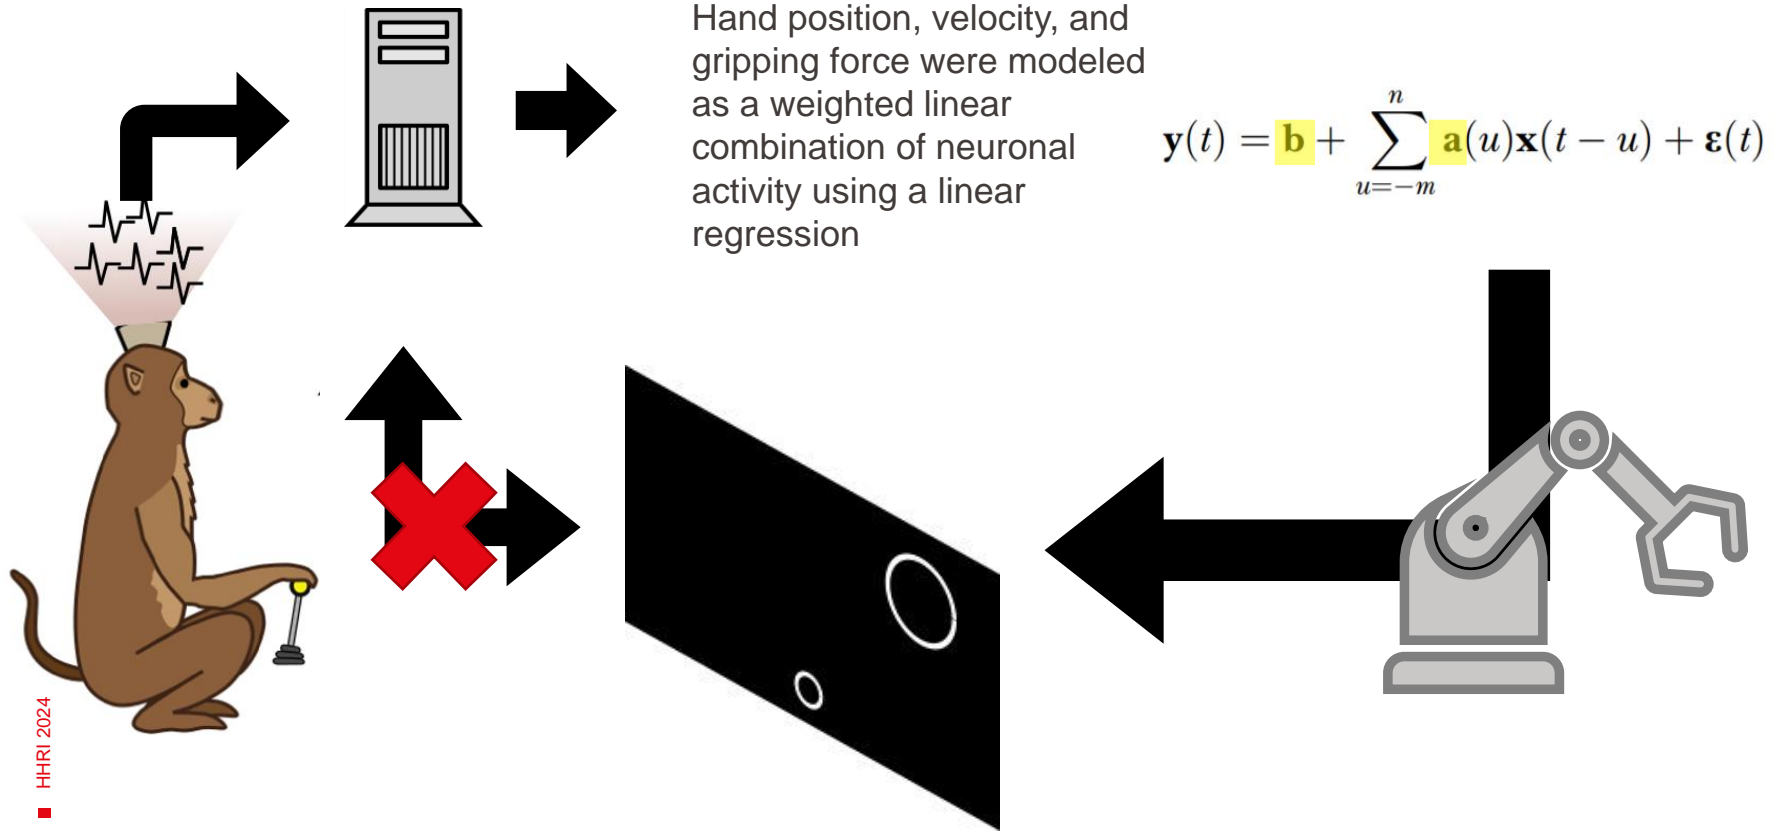 Hand position, velocity, and
gripping force were modeled
as a weighted linear
combination of neuronal
activity using a linear
regression
y(t) = b + \sum_{u=-m}^{n} a(u)x(t − u) + ε(t)
HHRI 2024